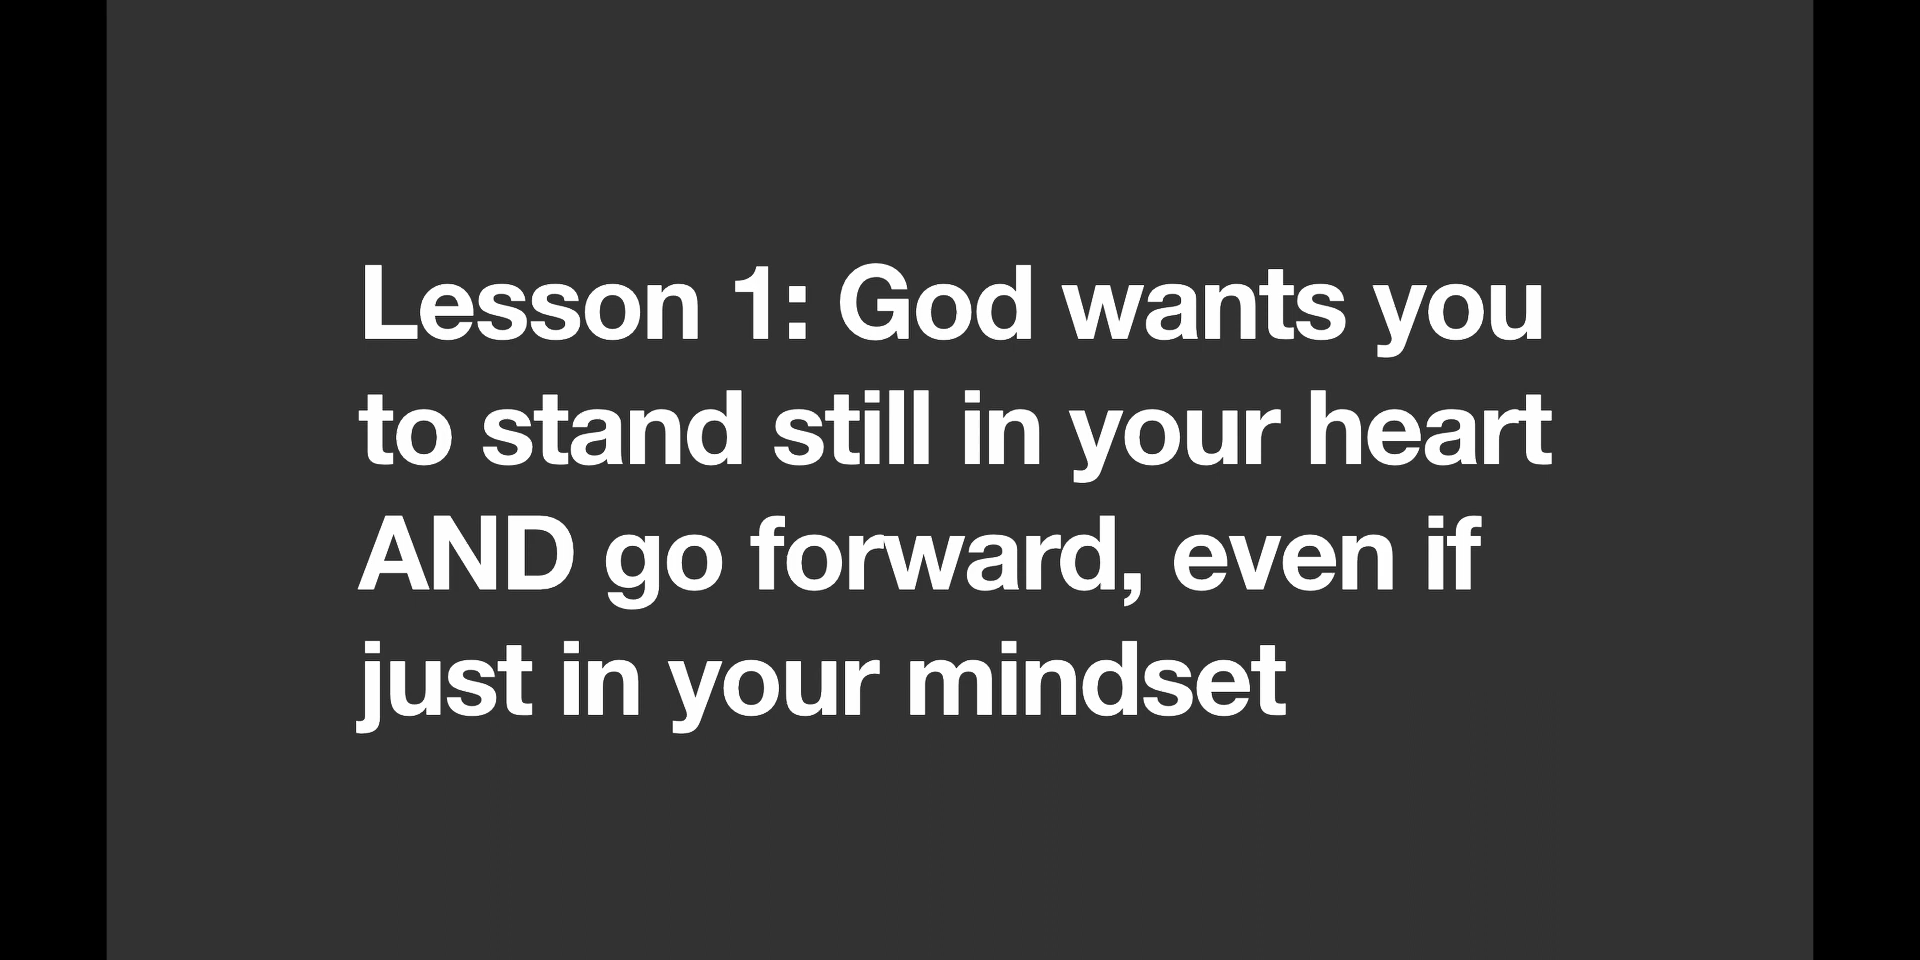 Lesson 1: God wants you
to stand still in your heart
AND go forward, even if
just in your mindset